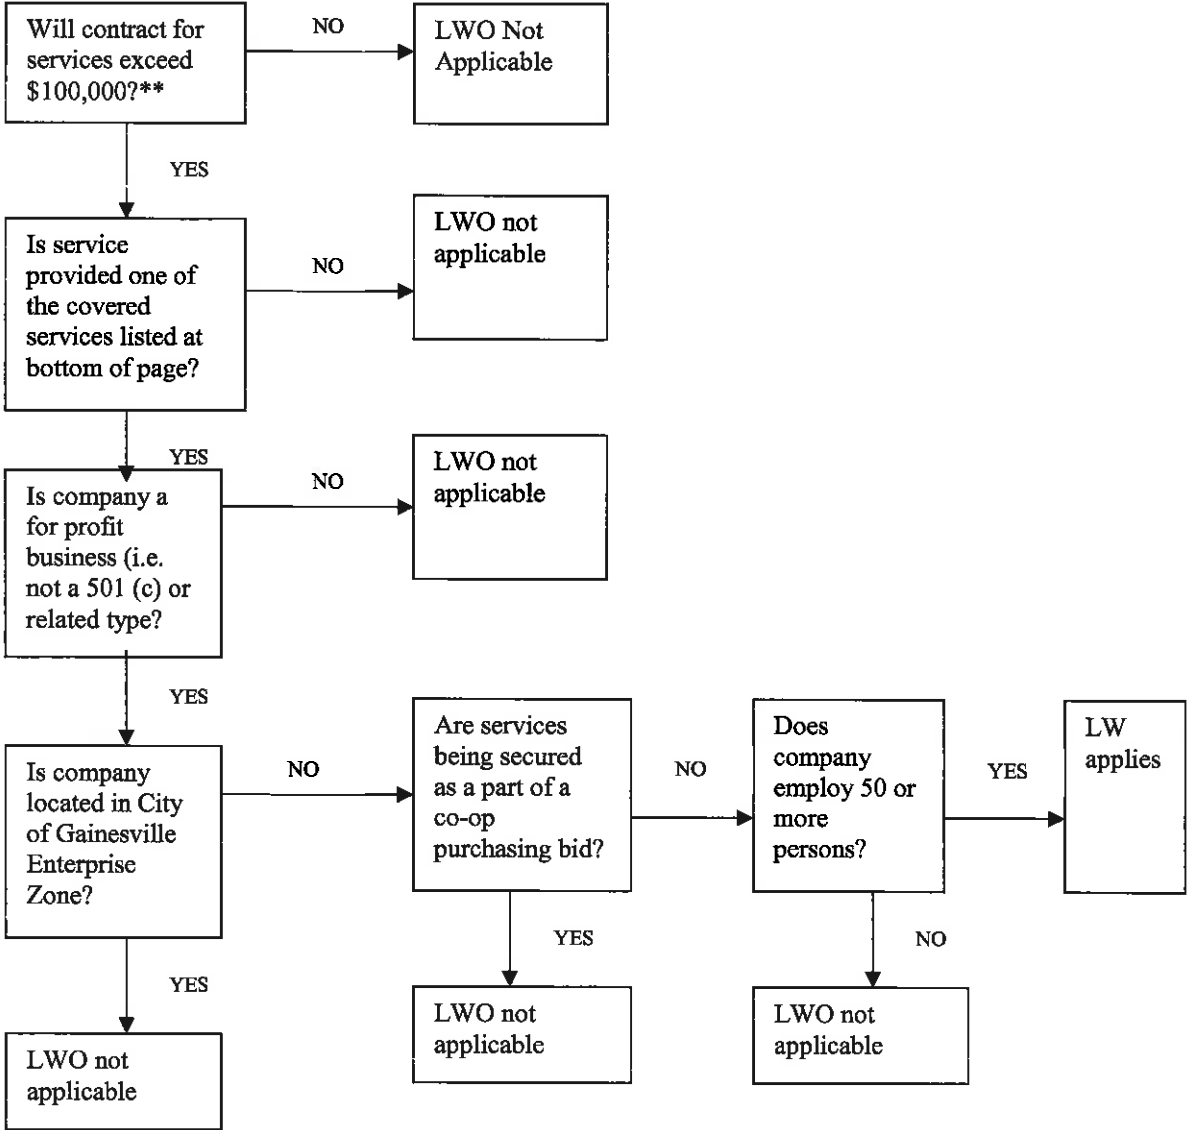 Will contract for
services exceed
$100,000?**
NO
LWO Not
Applicable
YES
Is service
provided one of
the covered
services listed at
bottom of page?
NO
LWO not
applicable
YES
Is company a
for profit
business (i.e.
not a 501 (c) or
related type?
NO
LWO not
applicable
YES
Is company
located in City
of Gainesville
Enterprise
Zone?
NO
Are services
being secured
as a part of a
co-op
purchasing bid?
NO
Does
company
employ 50 or
more
persons?
YES
LW
applies
YES
LWO not
applicable
YES
LWO not
applicable
NO
LWO not
applicable